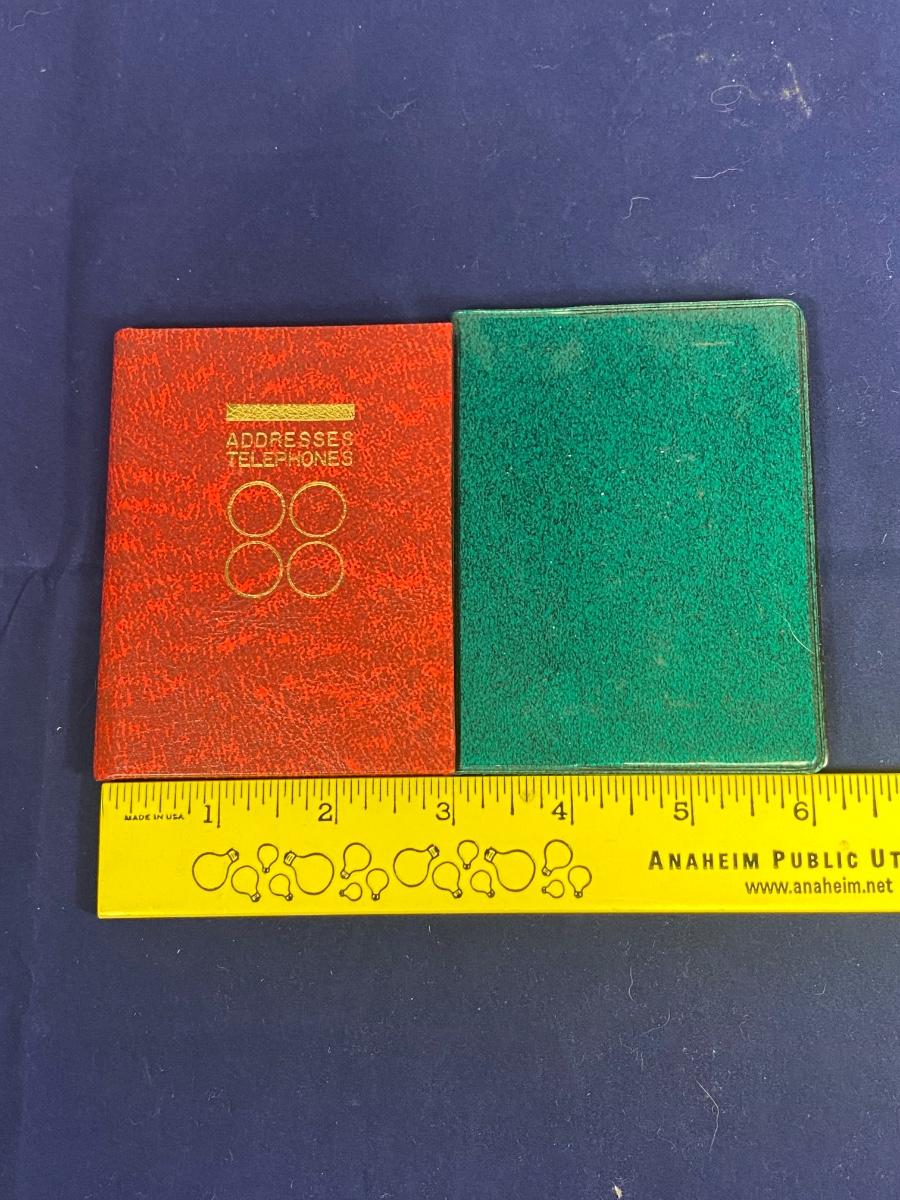 ADDRESSES
TELEPHONES
MADE IN USA
1 2 3 4 5 6
ANAHEIM PUBLIC UT
www.anaheim.net